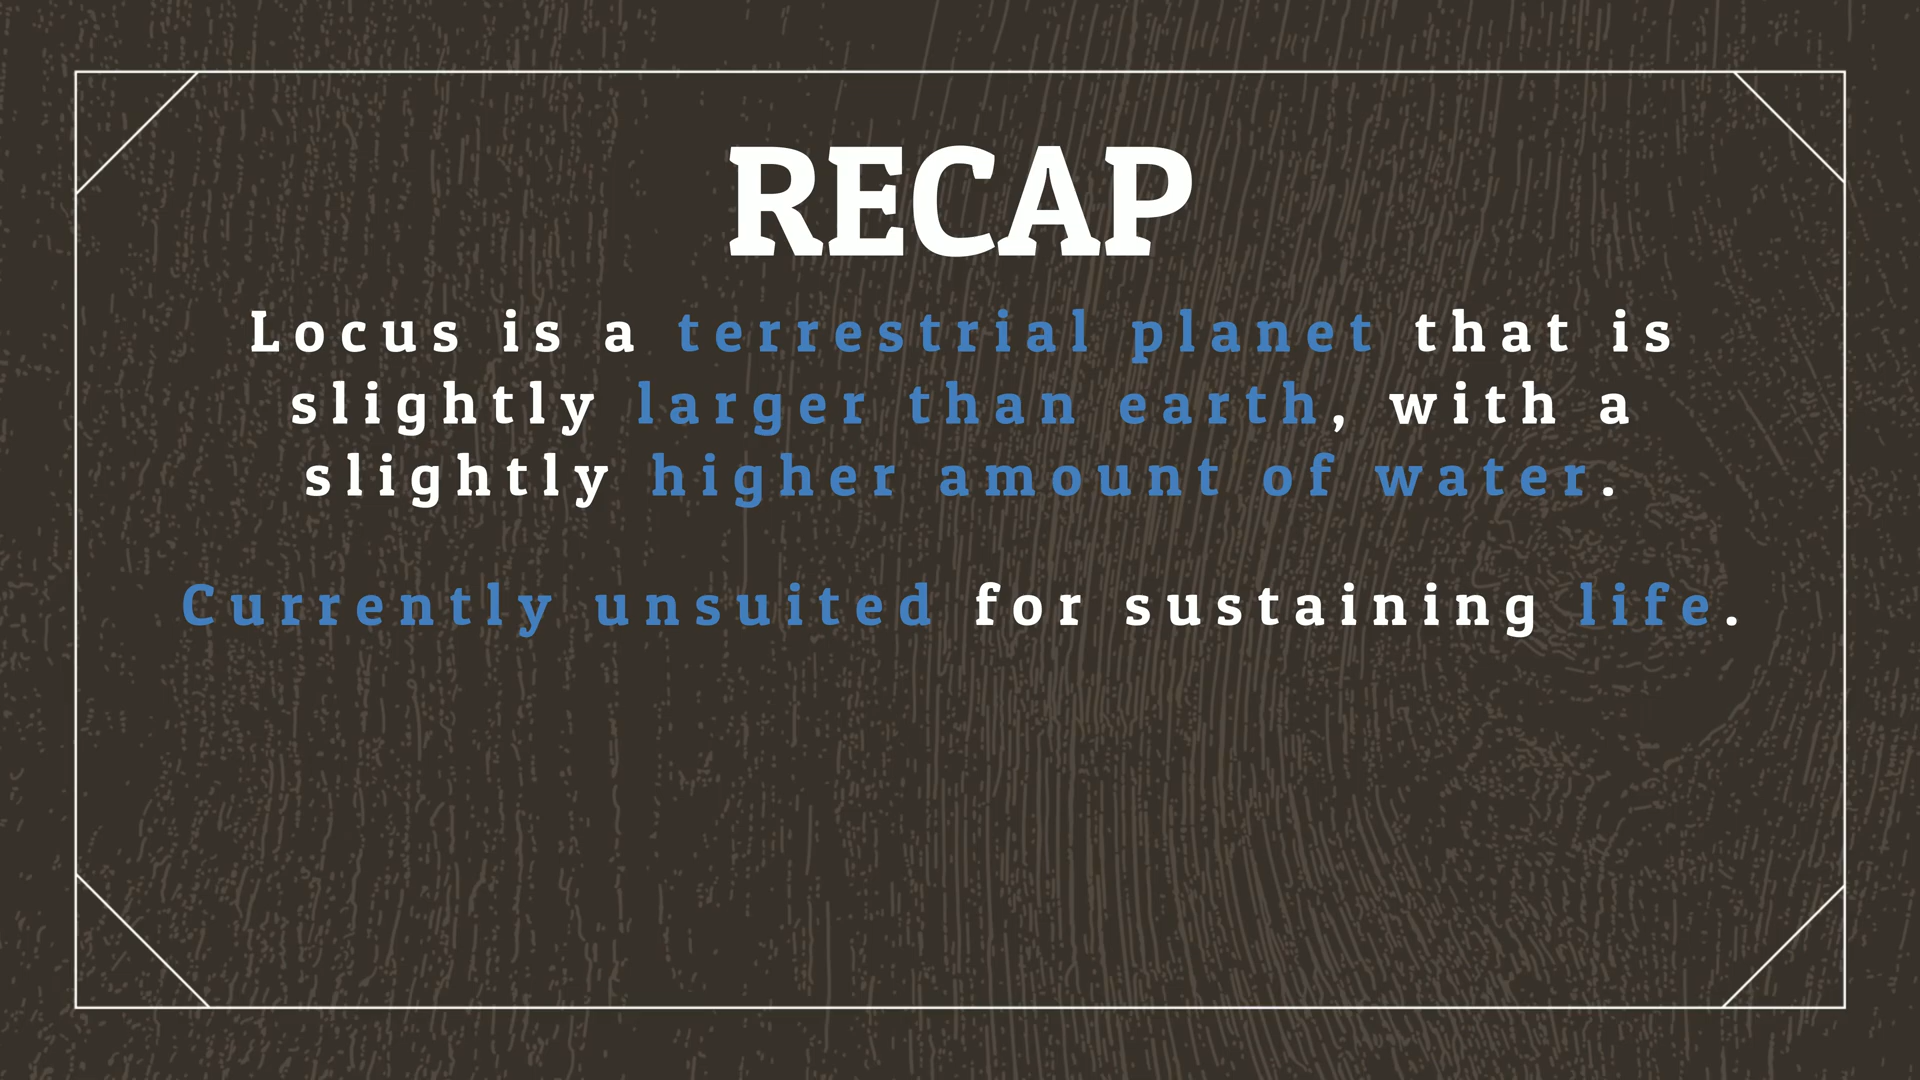 RECAP
Locus is a terrestrial planet that is
slightly larger than earth, with a
slightly higher amount of water.
Currently unsuited for sustaining life.